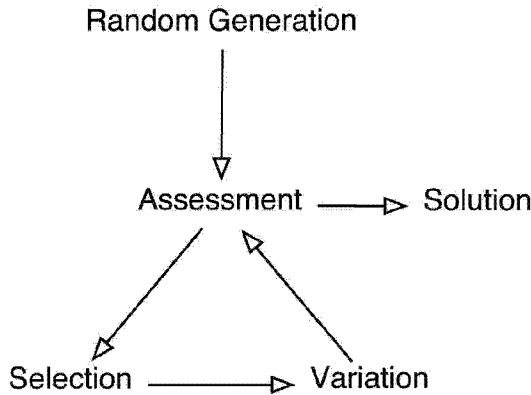 Random Generation
Assessment
Solution
Selection
Variation